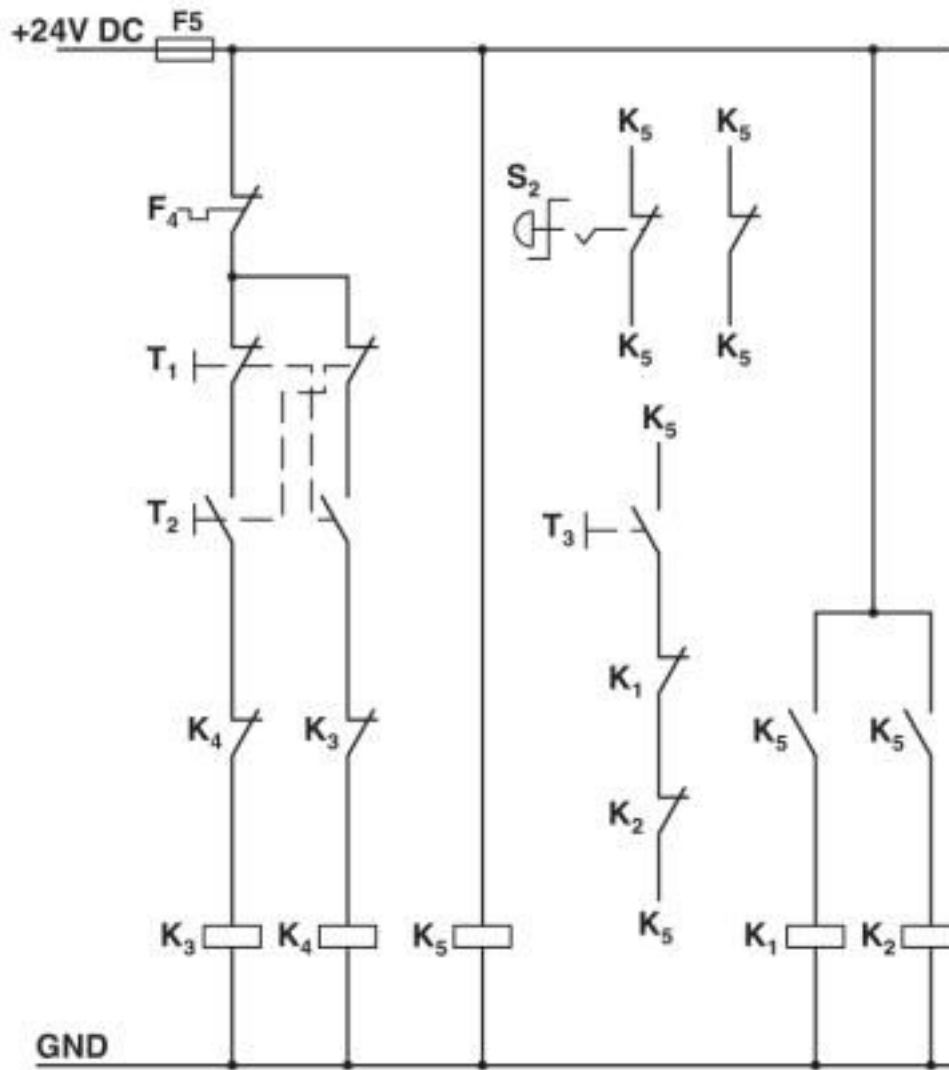 +24V DC
F5
K₅ K₅
S₂
F₄
K₅ K₅
T₁
K₅
T₂
T₃
K₁
K₄ K₃ K₅ K₅
K₂
K₅
K₃ K₄ K₅ K₁ K₂
GND